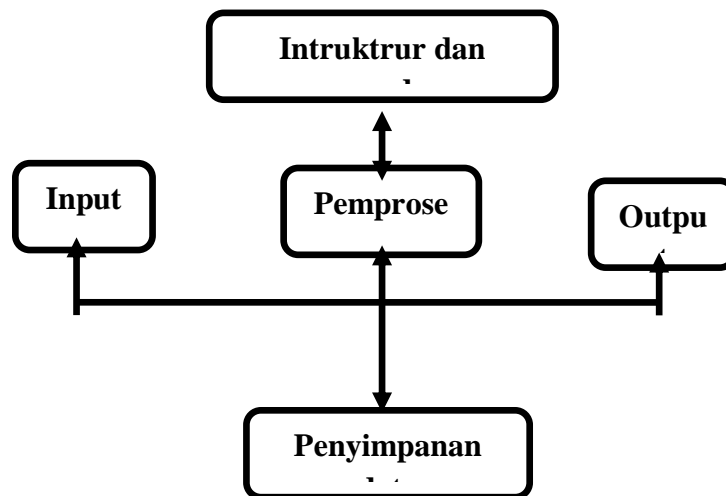 Intruktrur dan
Input
Pemprose
Outpu
Penyimpanan